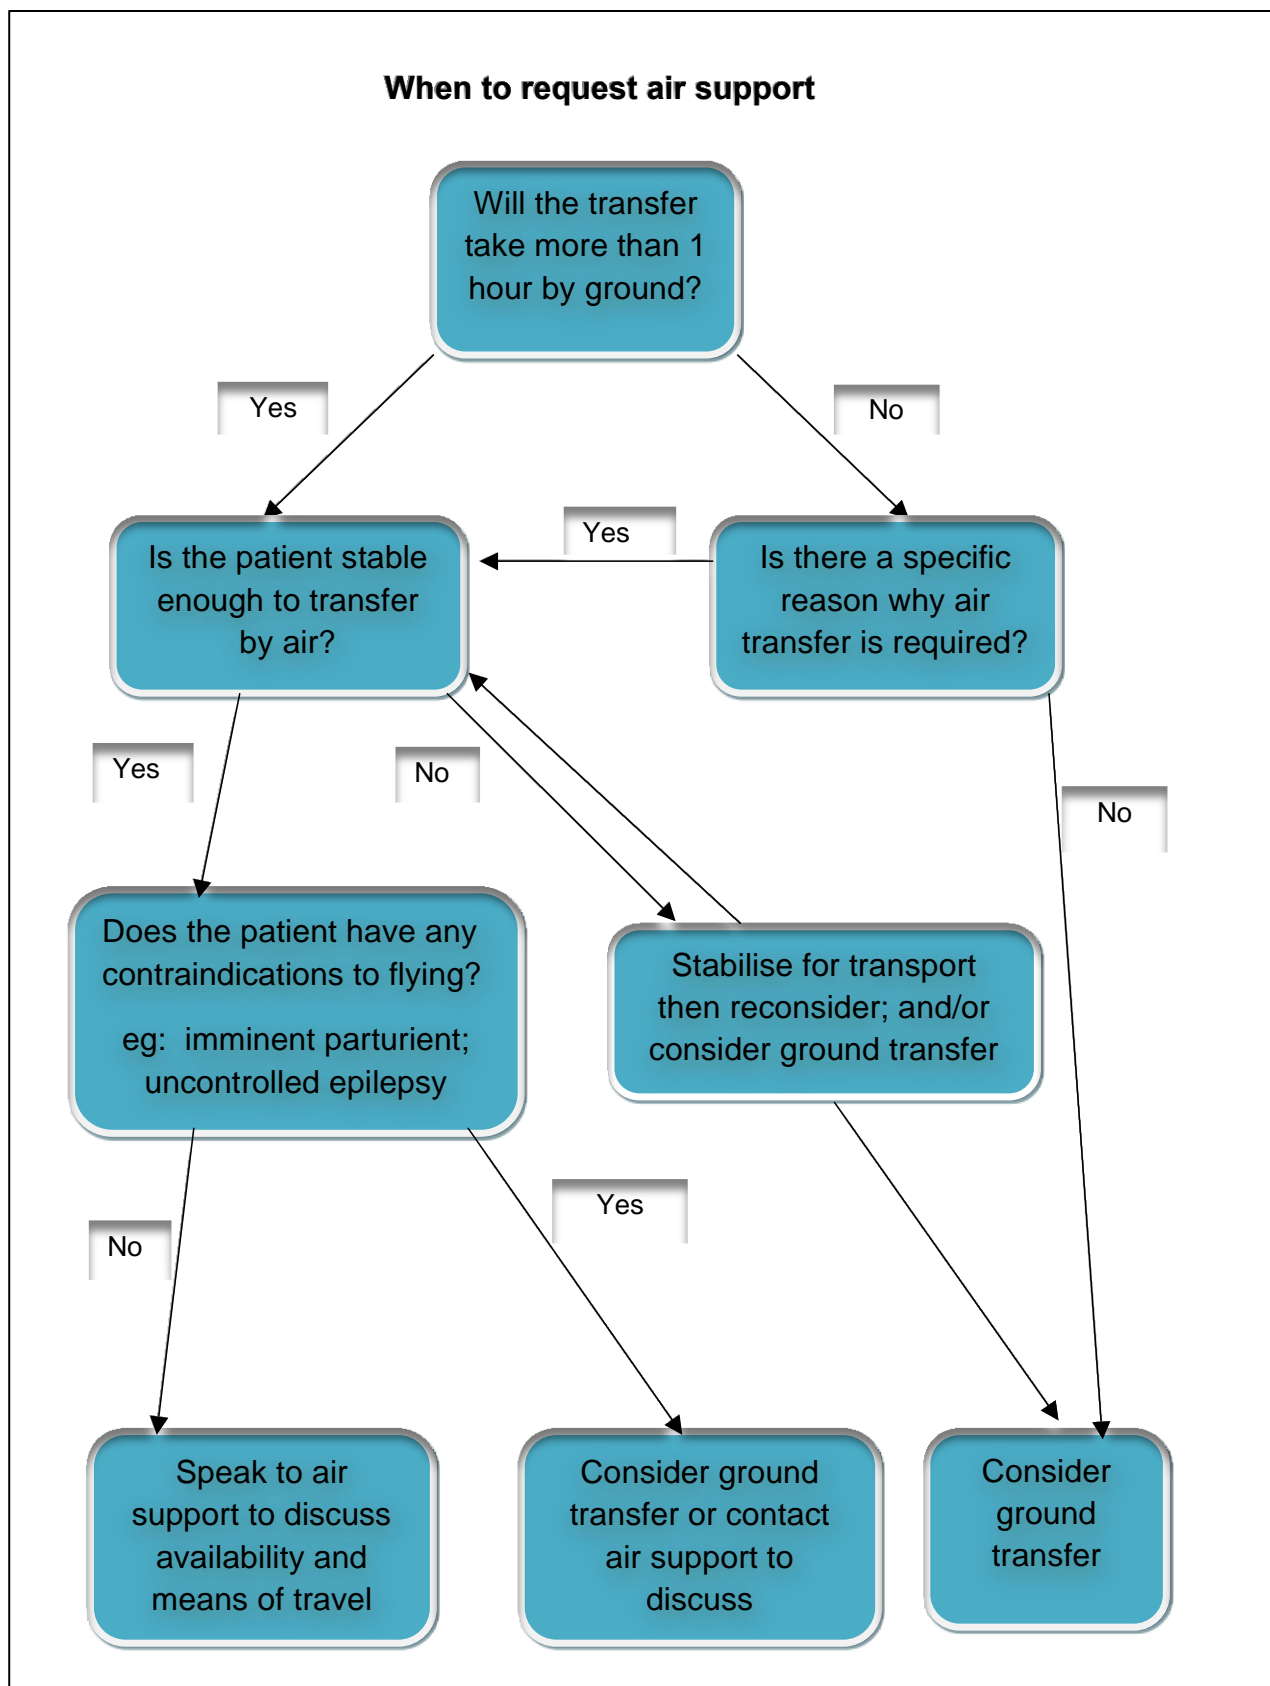 When to request air support
Will the transfer
take more than 1
hour by ground?
Yes
No
Is the patient stable
enough to transfer
by air?
Yes
Is there a specific
reason why air
transfer is required?
Yes
No
No
Does the patient have any
contraindications to flying?
eg:  imminent parturient;
uncontrolled epilepsy
Stabilise for transport
then reconsider; and/or
consider ground transfer
No
Yes
Speak to air
support to discuss
availability and
means of travel
Consider ground
transfer or contact
air support to
discuss
Consider
ground
transfer